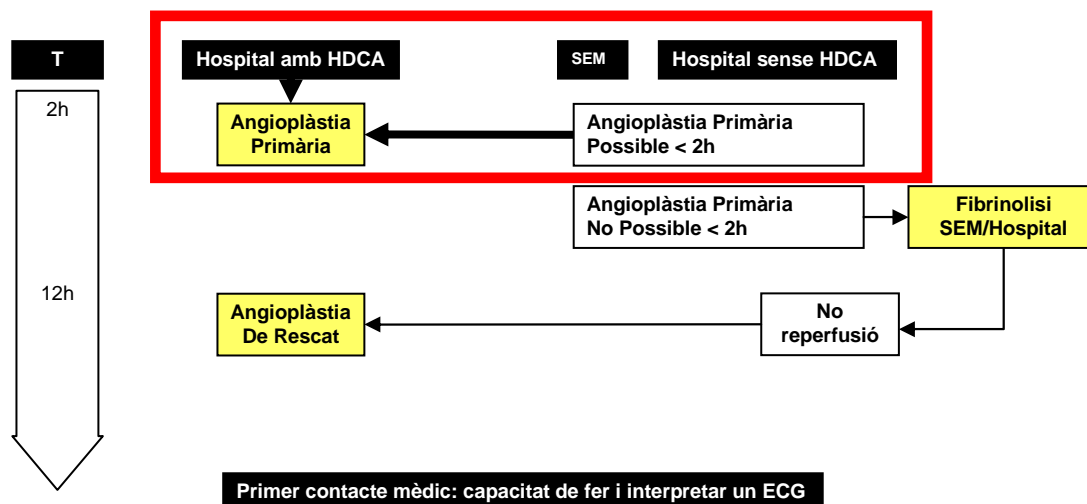 T
Hospital amb HDCA
SEM
Hospital sense HDCA
2h
Angioplàstia
Primària
Angioplàstia Primària
Possible < 2h
Angioplàstia Primària
No Possible < 2h
Fibrinolisi
SEM/Hospital
12h
Angioplàstia
De Rescat
No
reperfusió
Primer contacte mèdic: capacitat de fer i interpretar un ECG